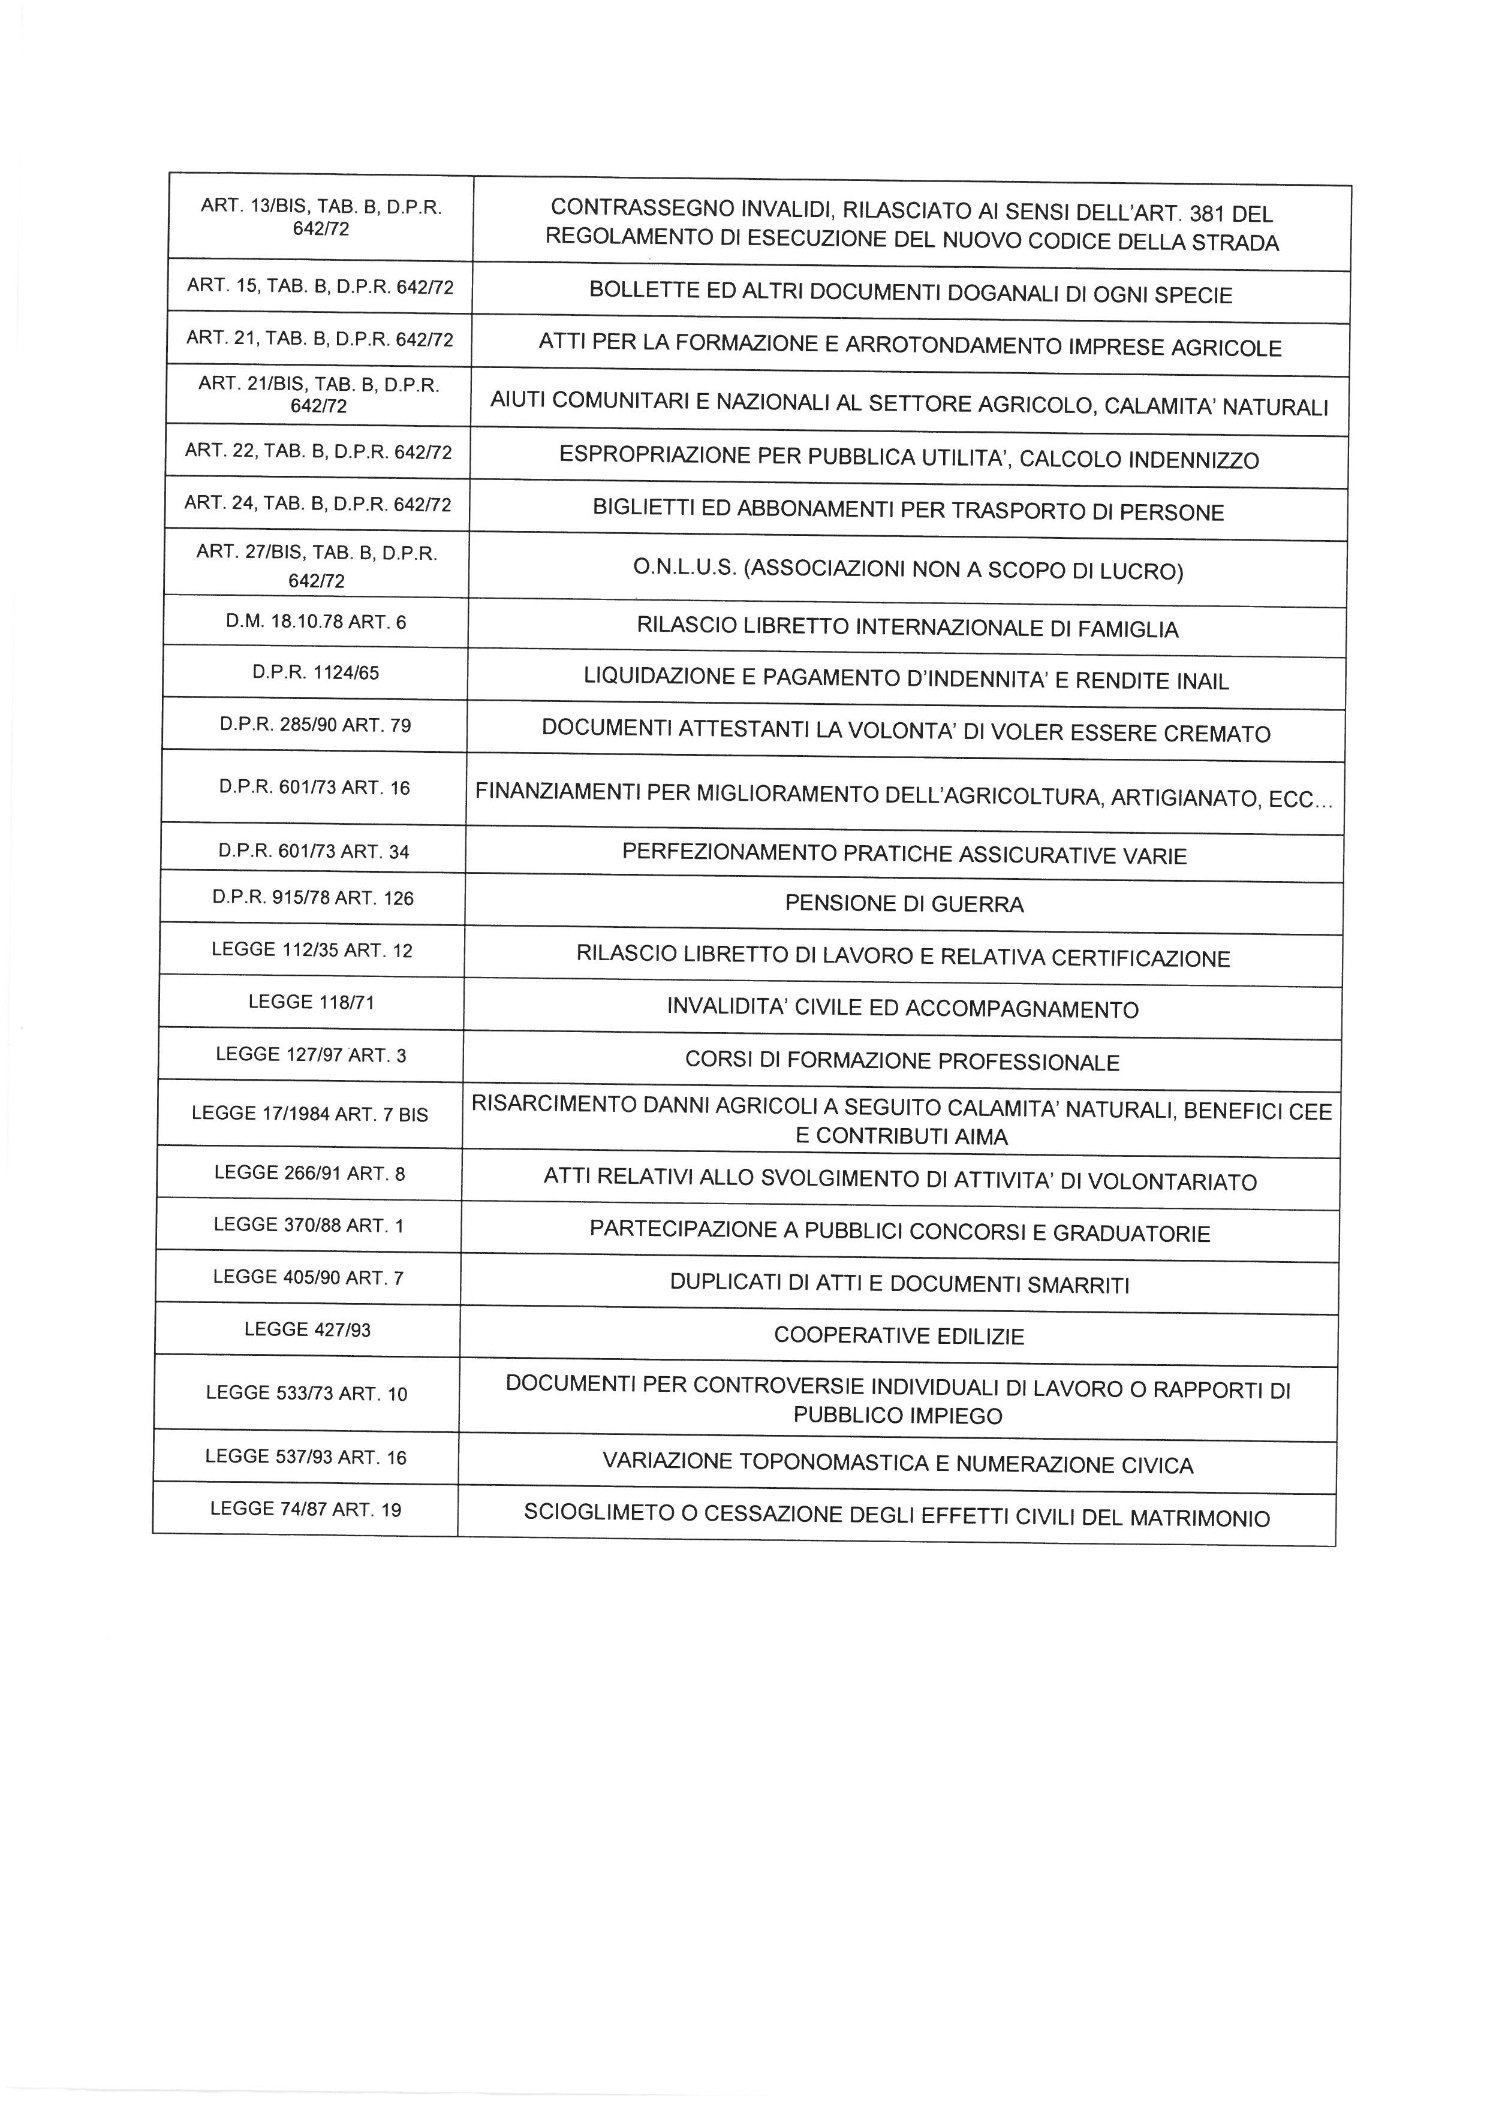 ART. 13/BIS, TAB. B, D.P.R.
642/72
CONTRASSEGNO INVALIDI, RILASCIATO AI SENSI DELL'ART. 381 DEL
REGOLAMENTO DI ESECUZIONE DEL NUOVO CODICE DELLA STRADA
ART. 15, TAB. B, D.P.R. 642/72
BOLLETTE ED ALTRI DOCUMENTI DOGANALI DI OGNI SPECIE
ART. 21, TAB. B, D.P.R. 642/72
ATTI PER LA FORMAZIONE E ARROTONDAMENTO IMPRESE AGRICOLE
ART. 21/BIS, TAB. B, D.P.R.
642/72
AIUTI COMUNITARI E NAZIONALI AL SETTORE AGRICOLO, CALAMITA' NATURALI
ART. 22, TAB. B, D.P.R. 642/72
ESPROPRIAZIONE PER PUBBLICA UTILITA', CALCOLO INDENNIZZO
ART. 24, TAB. B, D.P.R. 642/72
BIGLIETTI ED ABBONAMENTI PER TRASPORTO DI PERSONE
ART. 27/BIS, TAB. B, D.P.R.
642/72
O.N.L.U.S. (ASSOCIAZIONI NON A SCOPO DI LUCRO)
D.M. 18.10.78 ART. 6
RILASCIO LIBRETTO INTERNAZIONALE DI FAMIGLIA
D.P.R. 1124/65
LIQUIDAZIONE E PAGAMENTO D'INDENNITA' E RENDITE INAIL
D.P.R. 285/90 ART. 79
DOCUMENTI ATTESTANTI LA VOLONTA' DI VOLER ESSERE CREMATO
D.P.R. 601/73 ART. 16
FINANZIAMENTI PER MIGLIORAMENTO DELL'AGRICOLTURA, ARTIGIANATO, ECC...
D.P.R. 601/73 ART. 34
PERFEZIONAMENTO PRATICHE ASSICURATIVE VARIE
D.P.R. 915/78 ART. 126
PENSIONE DI GUERRA
LEGGE 112/35 ART. 12
RILASCIO LIBRETTO DI LAVORO E RELATIVA CERTIFICAZIONE
LEGGE 118/71
INVALIDITA' CIVILE ED ACCOMPAGNAMENTO
LEGGE 127/97 ART. 3
CORSI DI FORMAZIONE PROFESSIONALE
LEGGE 17/1984 ART. 7 BIS
RISARCIMENTO DANNI AGRICOLI A SEGUITO CALAMITA' NATURALI, BENEFICI CEE
E CONTRIBUTI AIMA
LEGGE 266/91 ART. 8
ATTI RELATIVI ALLO SVOLGIMENTO DI ATTIVITA' DI VOLONTARIATO
LEGGE 370/88 ART. 1
PARTECIPAZIONE A PUBBLICI CONCORSI E GRADUATORIE
LEGGE 405/90 ART. 7
DUPLICATI DI ATTI E DOCUMENTI SMARRITI
LEGGE 427/93
COOPERATIVE EDILIZIE
LEGGE 533/73 ART. 10
DOCUMENTI PER CONTROVERSIE INDIVIDUALI DI LAVORO O RAPPORTI DI
PUBBLICO IMPIEGO
LEGGE 537/93 ART. 16
VARIAZIONE TOPONOMASTICA E NUMERAZIONE CIVICA
LEGGE 74/87 ART. 19
SCIOGLIMETO O CESSAZIONE DEGLI EFFETTI CIVILI DEL MATRIMONIO